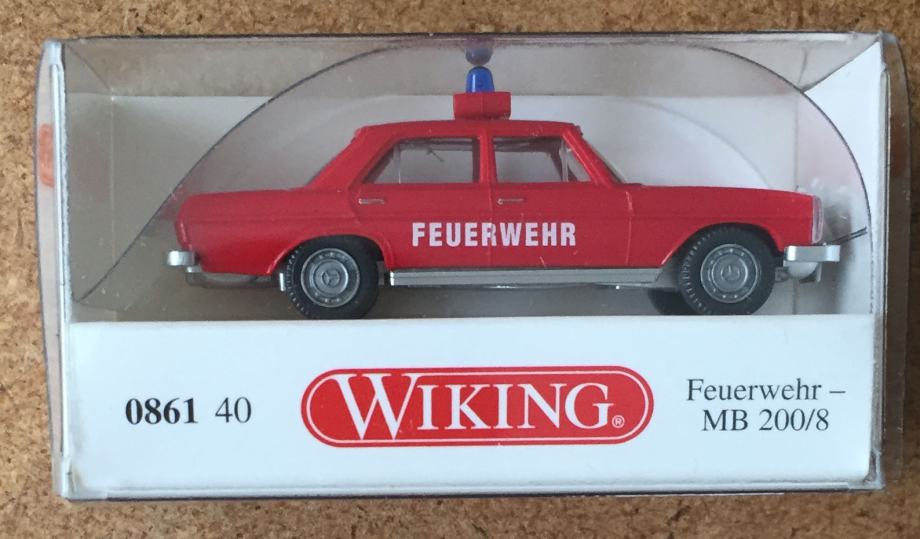 FEUERWEHR
0861 40
WIKING®
Feuerwehr –
MB 200/8